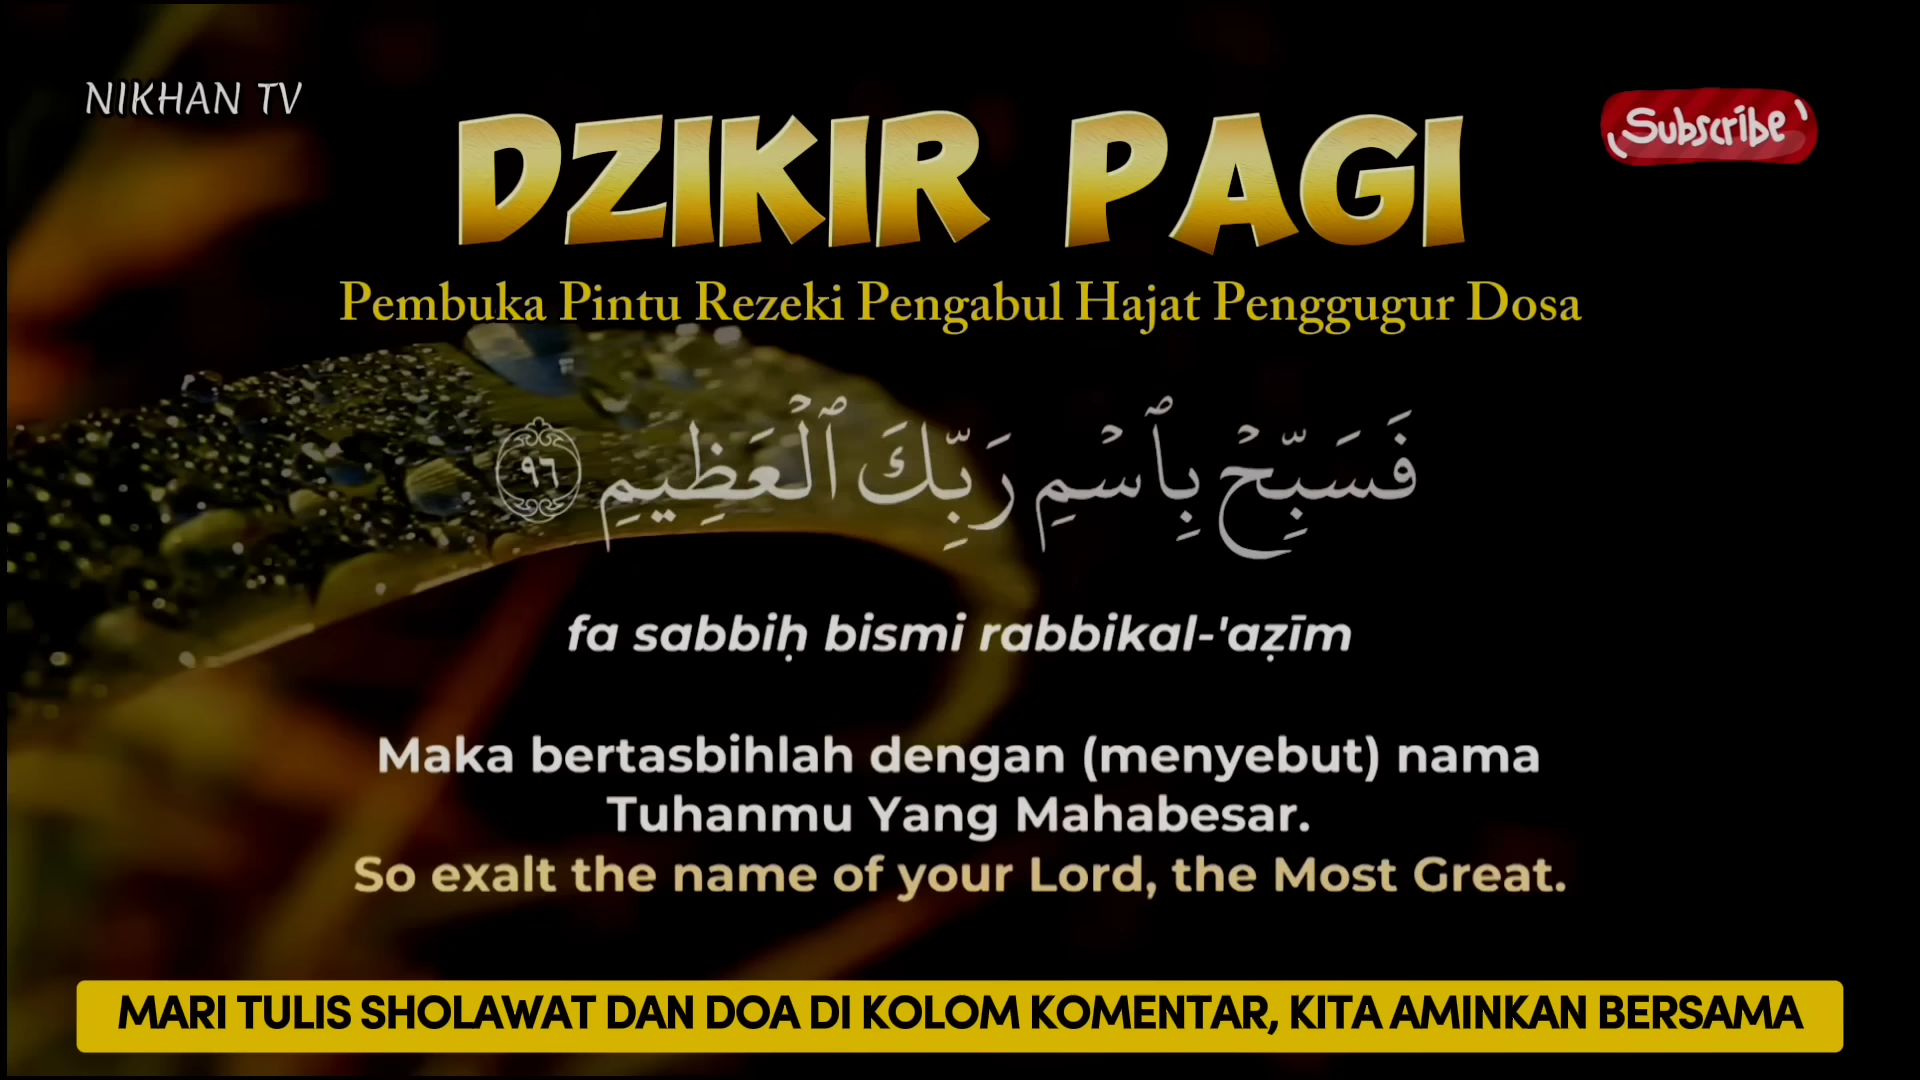 NIKHAN TV
Subscribe
DZIKIR PAGI
Pembuka Pintu Rezeki Pengabul Hajat Penggugur Dosa
فَسَبِّحۡ بِٱسۡمِ رَبِّكَ ٱلۡعَظِيمِ ٩٦
fa sabbiḥ bismi rabbikal-'aẓīm
Maka bertasbihlah dengan (menyebut) nama
Tuhanmu Yang Mahabesar.
So exalt the name of your Lord, the Most Great.
MARI TULIS SHOLAWAT DAN DOA DI KOLOM KOMENTAR, KITA AMINKAN BERSAMA